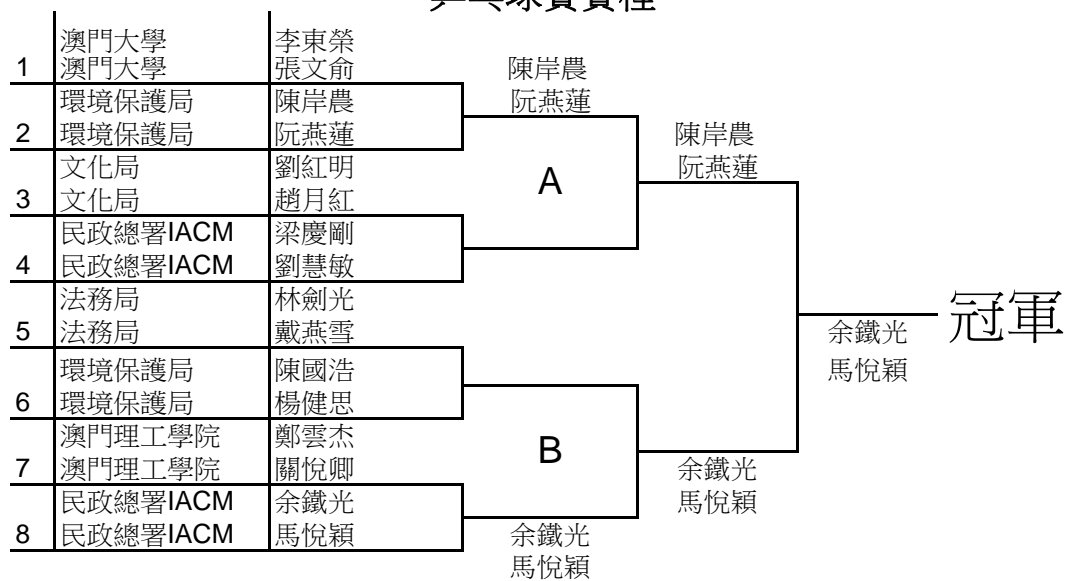 乒乓球賽賽程
澳門大學 李東榮
1 澳門大學 張文俞
陳岸農
阮燕蓮
環境保護局 陳岸農
2 環境保護局 阮燕蓮
陳岸農
阮燕蓮
文化局 劉紅明
3 文化局 趙月紅
A
民政總署IACM 梁慶剛
4 民政總署IACM 劉慧敏
法務局 林劍光
5 法務局 戴燕雪
余鐵光
馬悅穎
冠軍
環境保護局 陳國浩
6 環境保護局 楊健思
澳門理工學院 鄭雲杰
7 澳門理工學院 關悅卿
B
余鐵光
馬悅穎
民政總署IACM 余鐵光
8 民政總署IACM 馬悅穎
余鐵光
馬悅穎